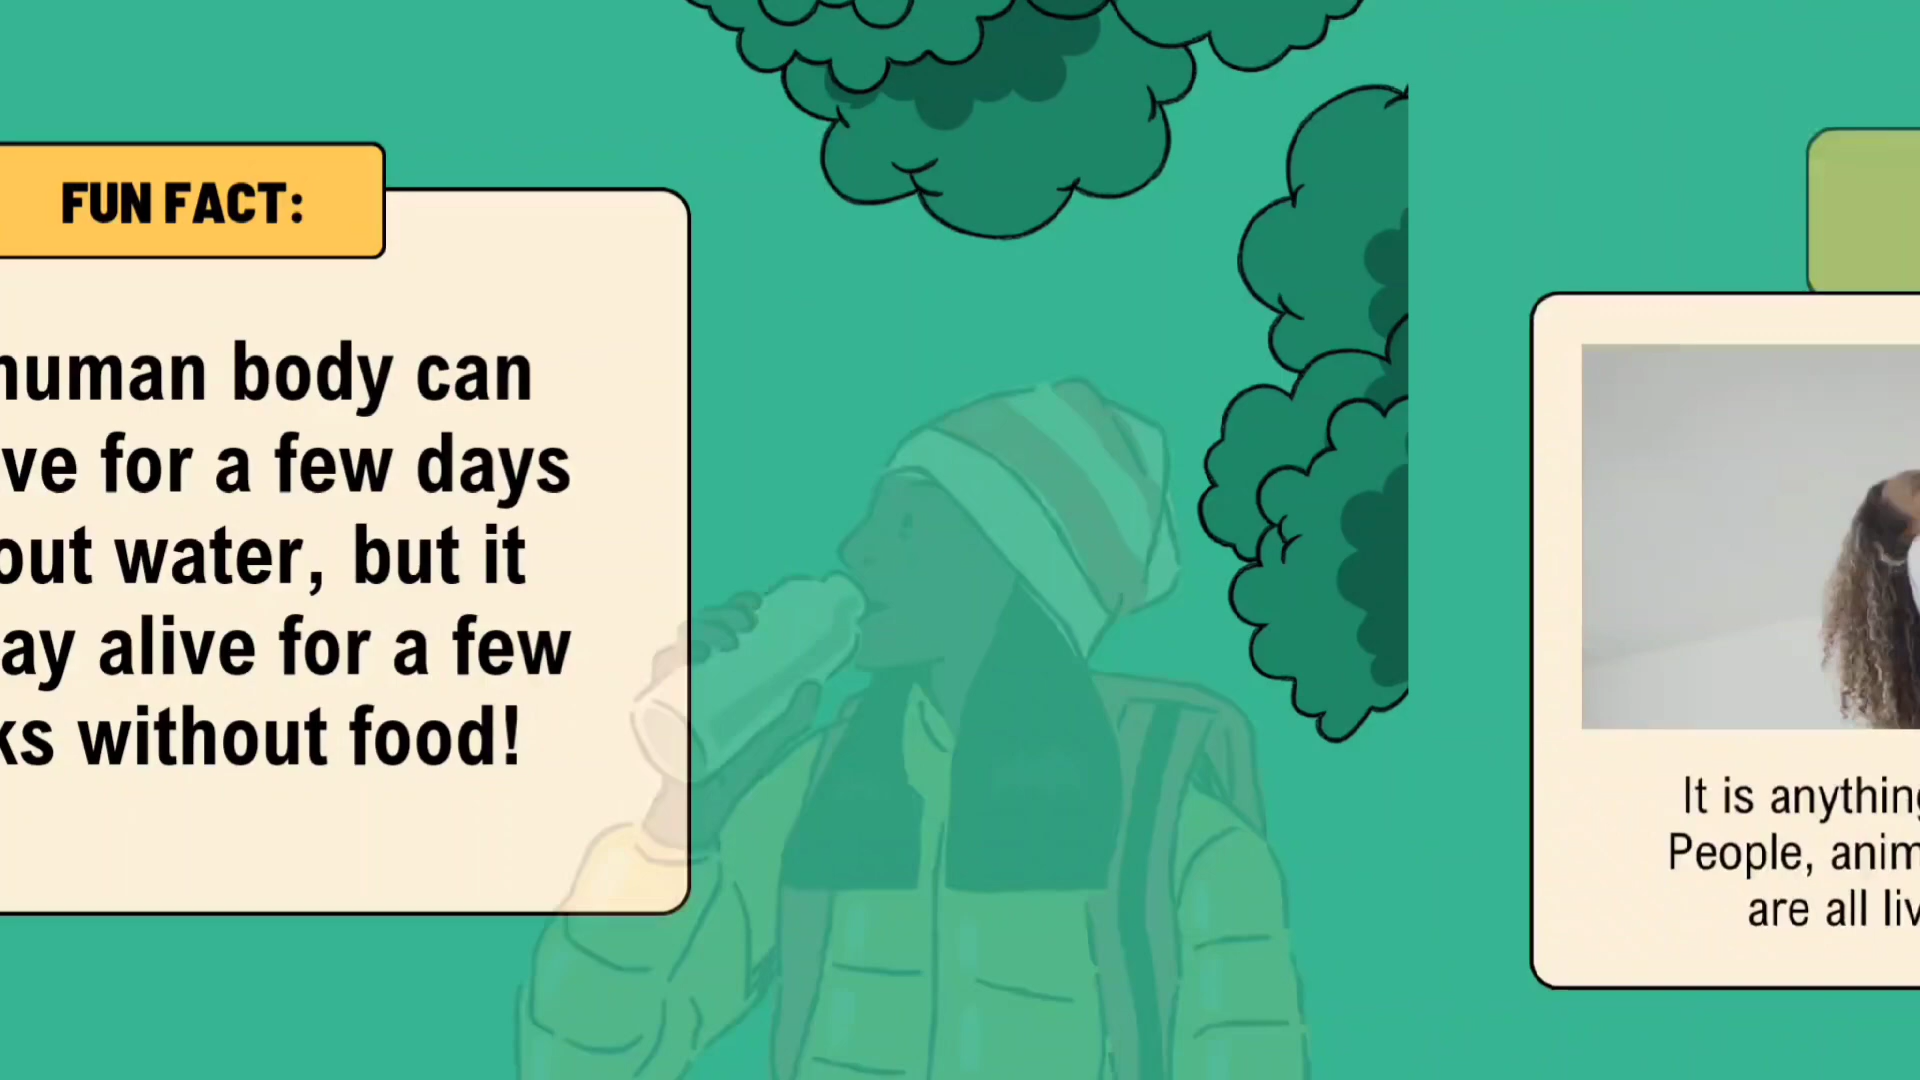 FUN FACT:
human body can
ve for a few days
out water, but it
ay alive for a few
ks without food!
It is anything
People, anim
are all liv